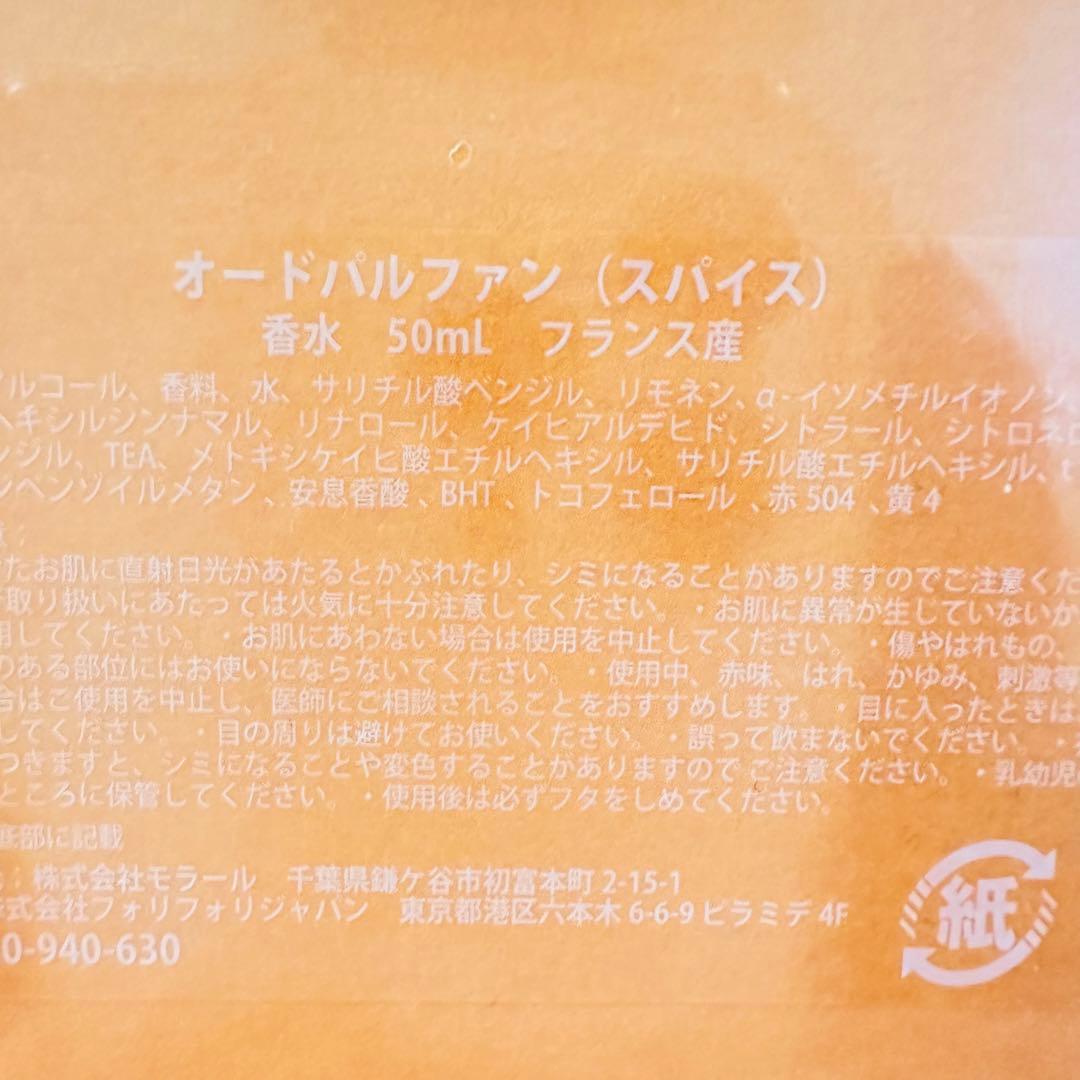 オードパルファン（スパイス）
香水　50mL　フランス産
ルコール、香料、水、サリチル酸ベンジル、リモネン、α-イソメチルイオノン
ヘキシルシンナマル、リナロール、ケイヒアルデヒド、シトラール、シトロネロ
ンジル、TEA、メトキシケイヒ酸エチルヘキシル、サリチル酸エチルヘキシル、t
ベンゾイルメタン、安息香酸、BHT、トコフェロール、赤504、黄4
たお肌に直射日光があたるとかぶれたり、シミになることがありますのでご注意くだ
取り扱いにあたっては火気に十分注意してください。・お肌に異常が生じていないか
用してください。・お肌にあわない場合は使用を中止してください。・傷やはれもの、
のある部位にはお使いにならないでください。・使用中、赤味、はれ、かゆみ、刺激等
合はご使用を中止し、医師にご相談されることをおすすめします。・目に入ったときは
してください。・目の周りは避けてお使いください。・誤って飲まないでください。・
つきますと、シミになることや変色することがありますのでご注意ください。・乳幼児
ところに保管してください。・使用後は必ずフタをしめてください。
底部に記載
：株式会社モラール　千葉県鎌ケ谷市初富本町2-15-1
株式会社フォリフォリジャパン　東京都港区六本木6-6-9ピラミデ4F
0-940-630
紙